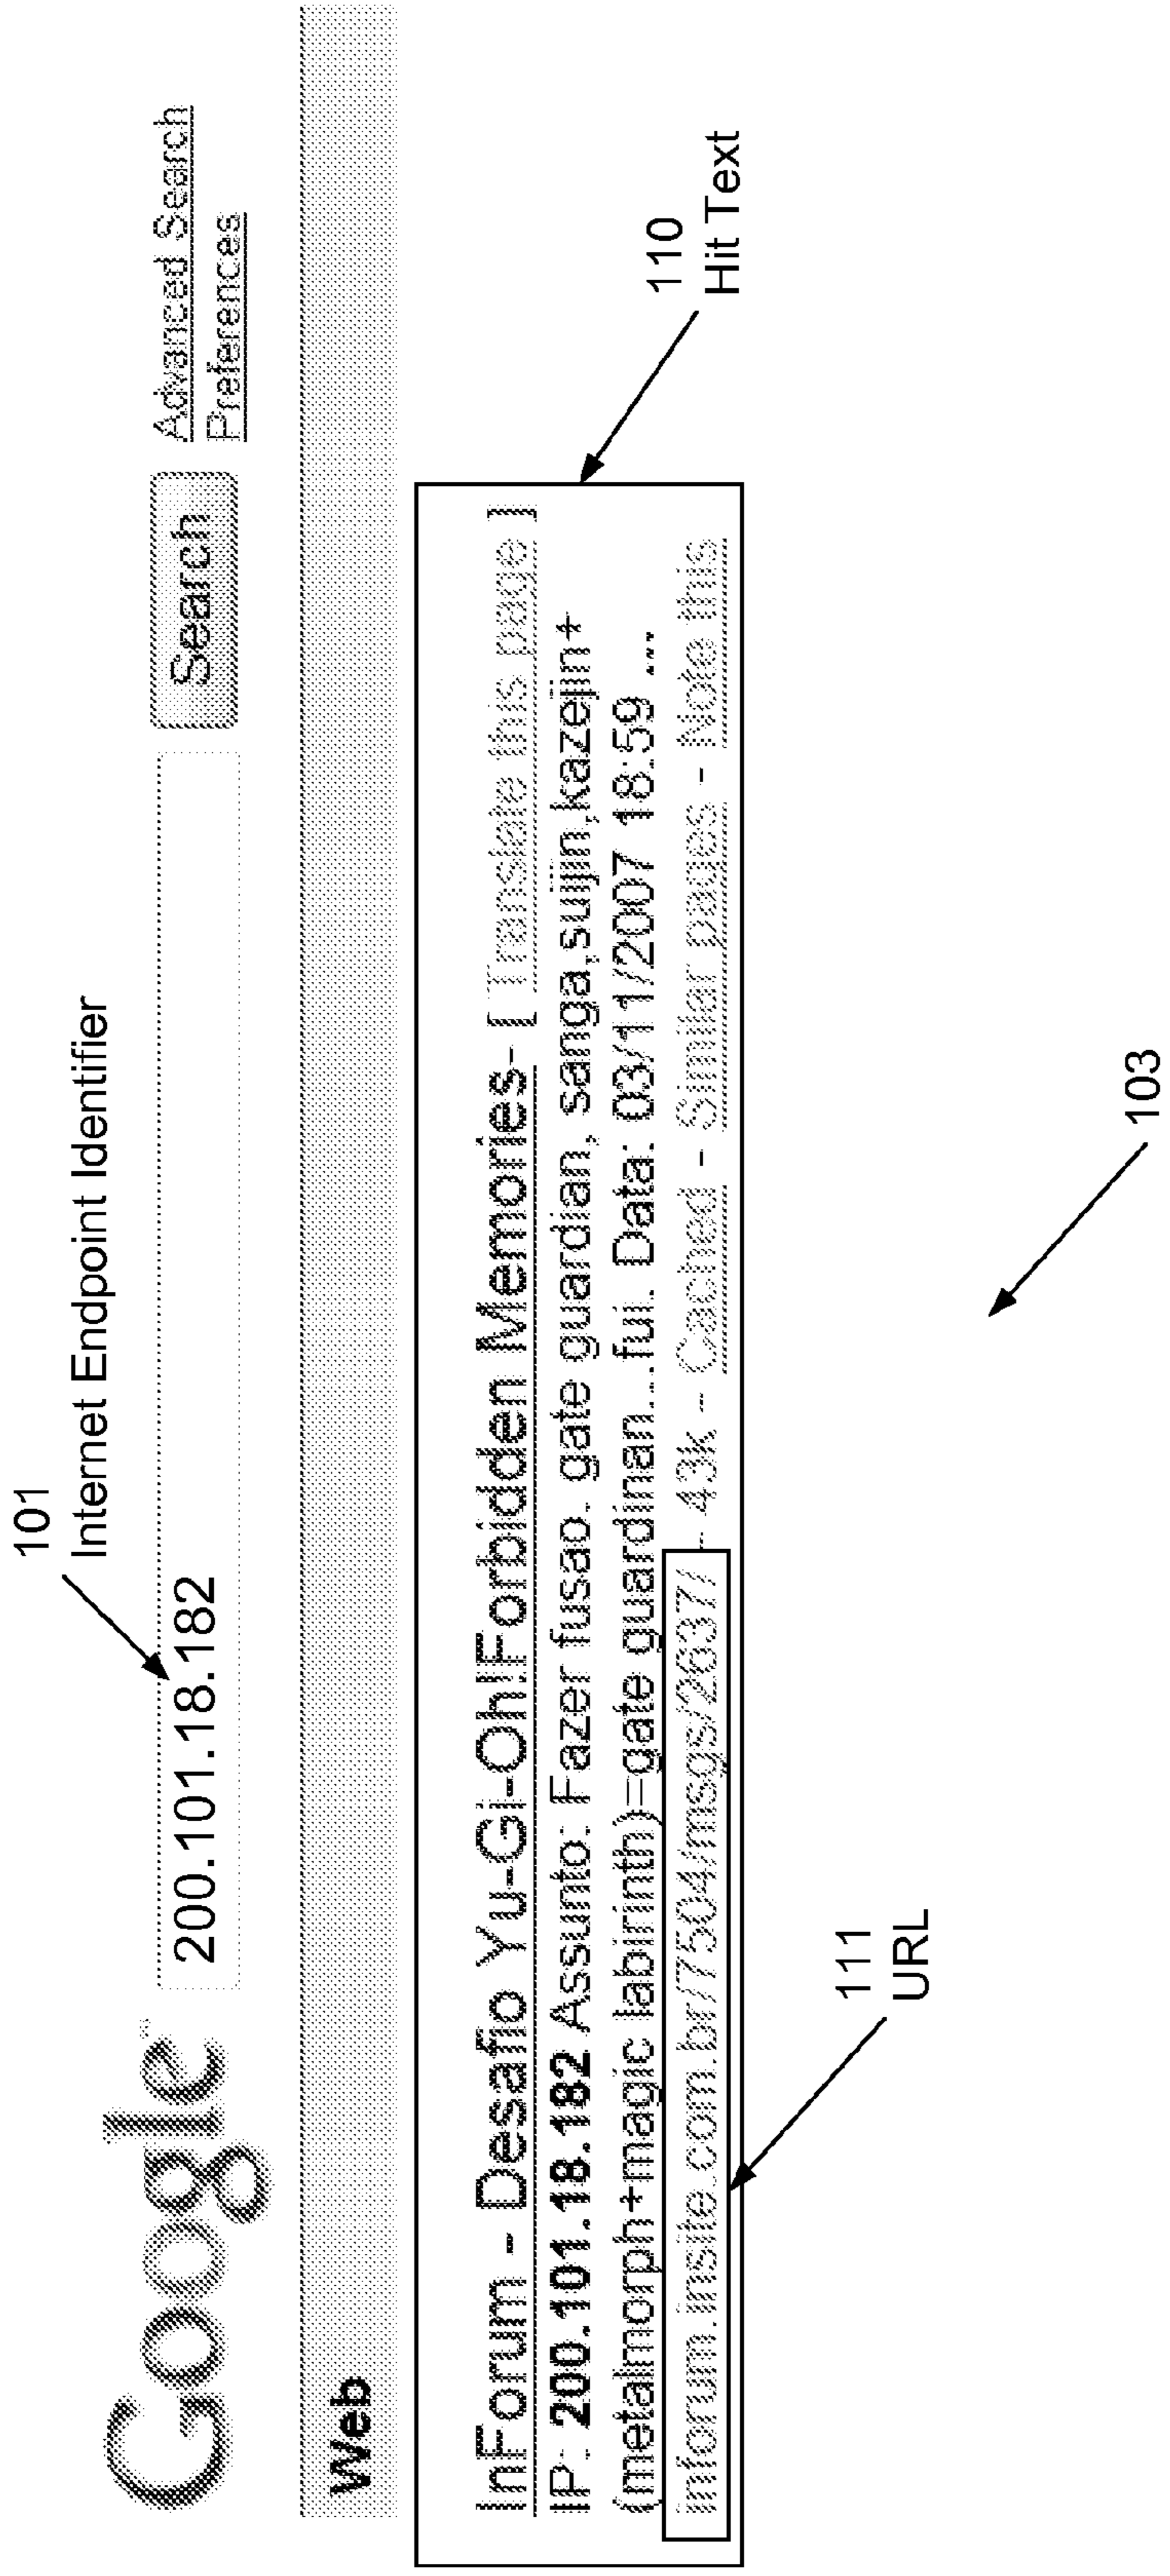 101
Internet Endpoint Identifier
Google™ 200.101.18.182 Search Advanced Search
Preferences
Web
InForum - Desafio Yu-Gi-Oh!Forbidden Memories- [ Translate this page ]
IP: 200.101.18.182 Assunto: Fazer fusao. gate guardian, sanga,suijin,kazejin+
(metalmorph+magic labirinth)=gate guardinan...fui. Data: 03/11/2007 18:59 ...
inforum.insite.com.br/7504/msgs/2637/ - 43k - Cached - Similar pages - Note this
110
Hit Text
111
URL
103